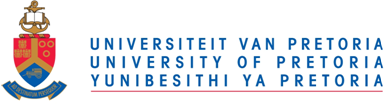 UNIVERSITEIT VAN PRETORIA
UNIVERSITY OF PRETORIA
YUNIBESITHI YA PRETORIA